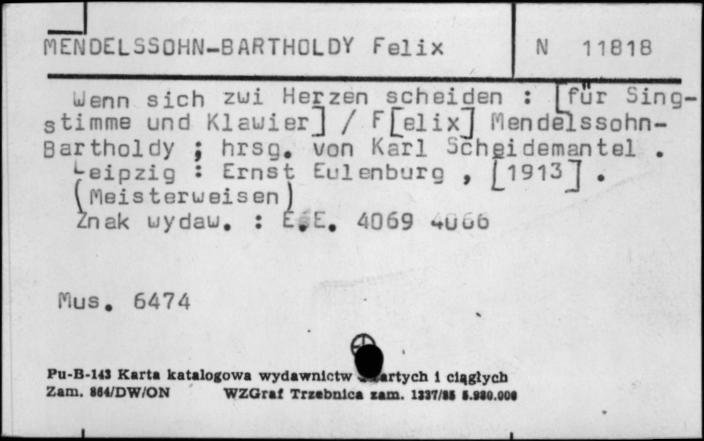 MENDELSSOHN-BARTHOLDY Felix N 11818
Wenn sich zwi Herzen scheiden : [für Sing-
stimme und Klawier] / F[elix] Mendelssohn-
Bartholdy ; hrsg. von Karl Scheidemantel .
Leipzig : Ernst Eulenburg , [1913] .
(Meisterweisen)
Znak wydaw. : E.E. 4069 4066
Mus. 6474
Pu-B-143 Karta katalogowa wydawnictw i ciągłych
Zam. 864/DW/ON WZGraf Trzebnica zam. 1337/85 5.980.000